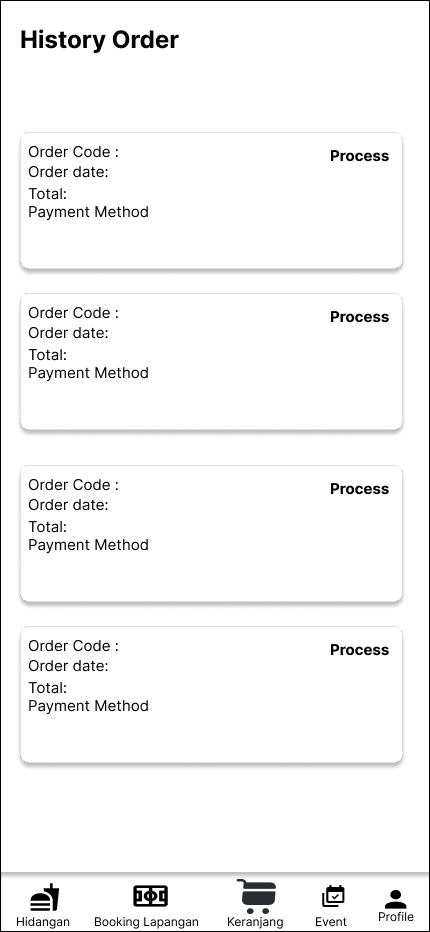 History Order
Order Code :
Process
Order date:
Total:
Payment Method
Order Code :
Process
Order date:
Total:
Payment Method
Order Code :
Process
Order date:
Total:
Payment Method
Order Code :
Process
Order date:
Total:
Payment Method
Hidangan Booking Lapangan Keranjang Event Profile